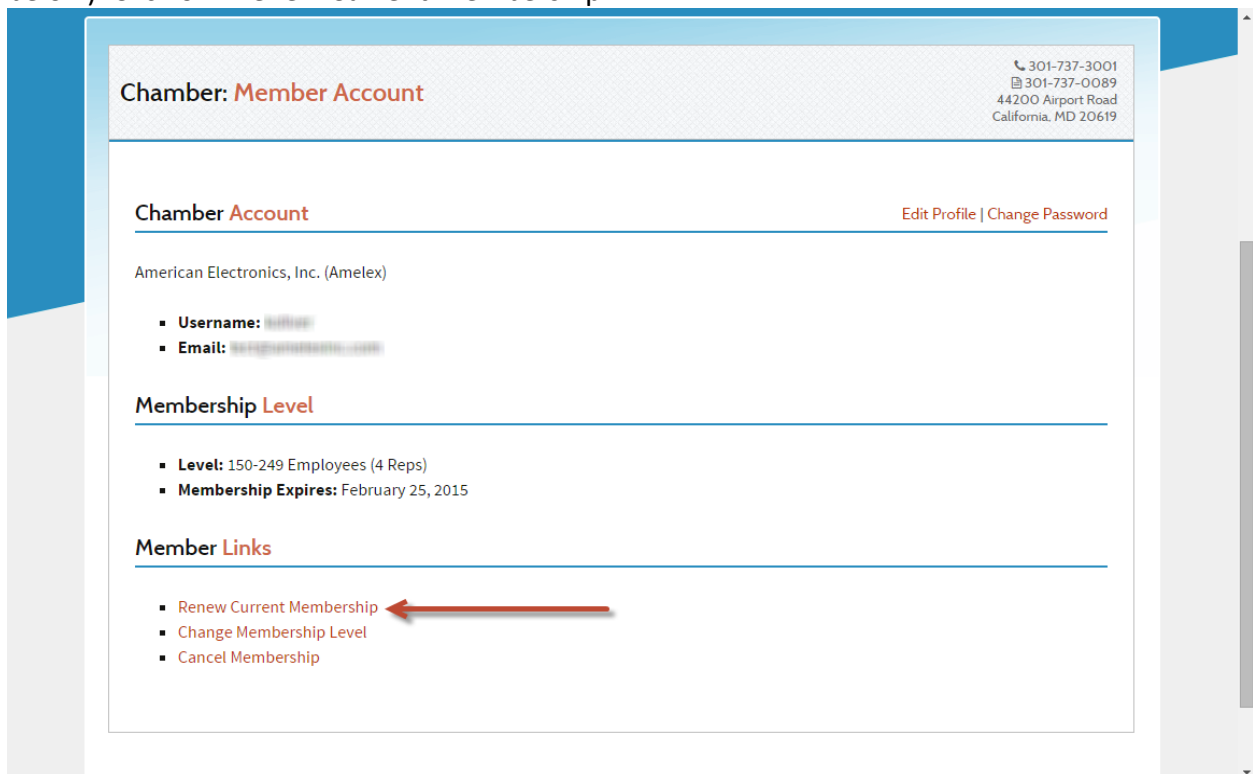 Chamber: Member Account
301-737-3001
301-737-0089
44200 Airport Road
California, MD 20619
Chamber Account
Edit Profile | Change Password
American Electronics, Inc. (Amelex)
Username:
Email:
Membership Level
Level: 150-249 Employees (4 Reps)
Membership Expires: February 25, 2015
Member Links
Renew Current Membership
Change Membership Level
Cancel Membership